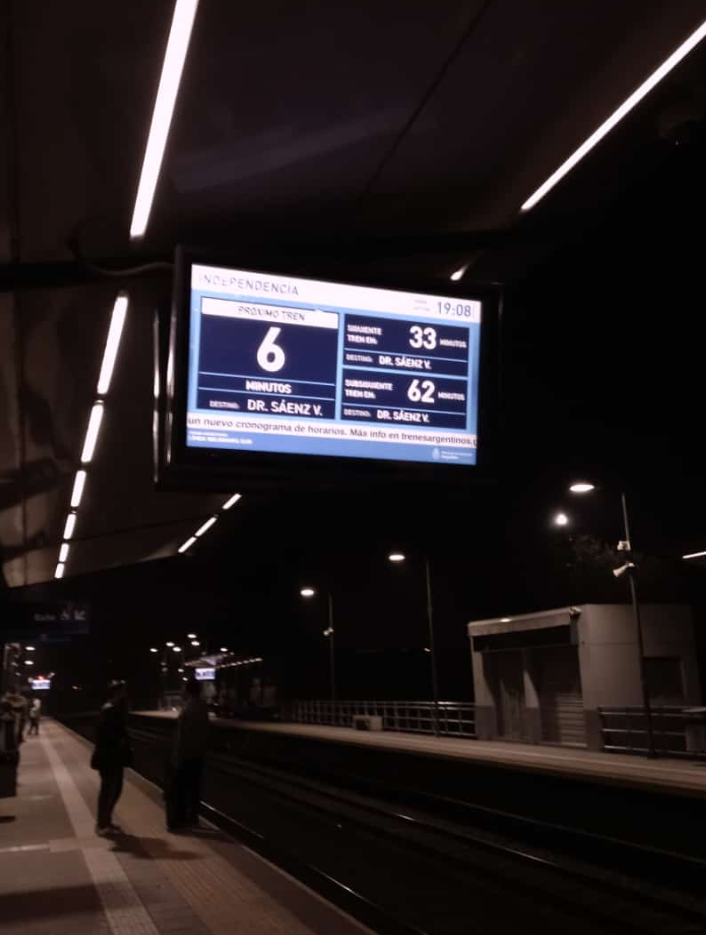 INDEPENDENCIA
19:08
PRÓXIMO TREN
6
MINUTOS
DESTINO: DR. SÁENZ V.
SIGUIENTE
TREN EN: 33 MINUTOS
DESTINO: DR. SÁENZ V.
SUBSIGUIENTE
TREN EN: 62 MINUTOS
DESTINO: DR. SÁENZ V.
un nuevo cronograma de horarios. Más info en trenesargentinos.